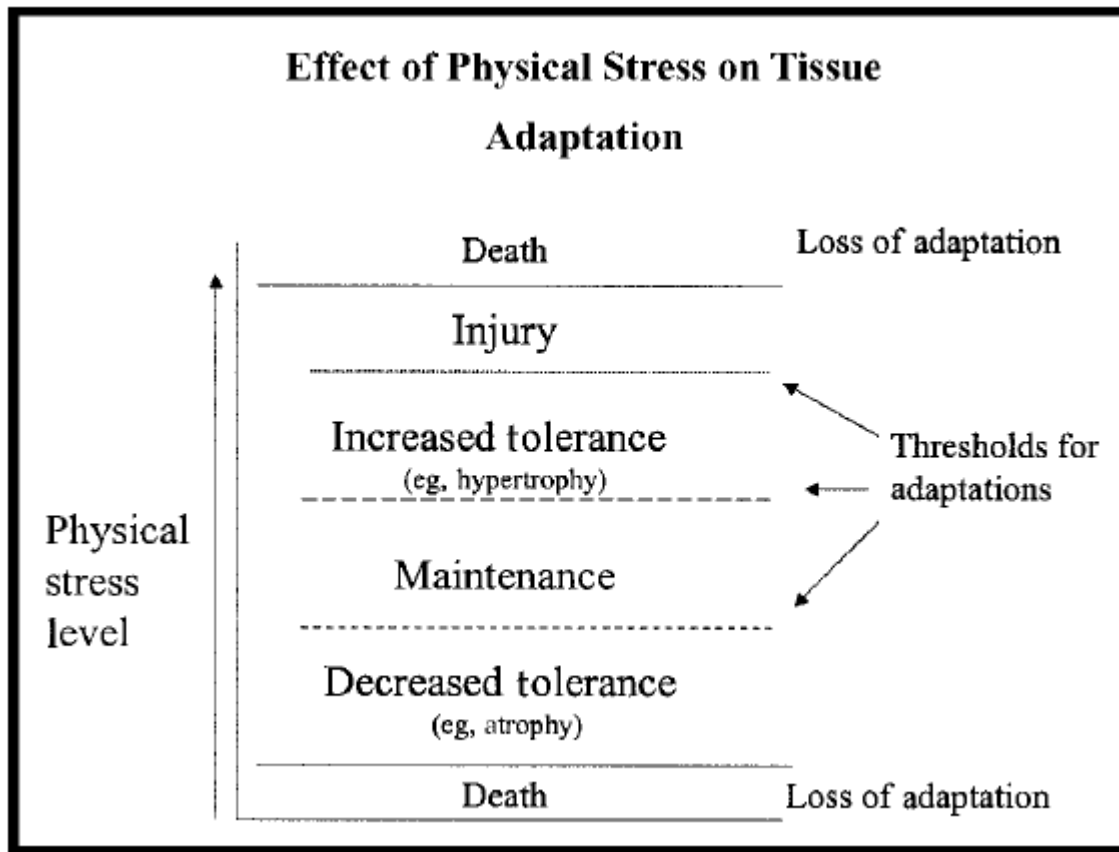 Effect of Physical Stress on Tissue
Adaptation
Death
Loss of adaptation
Injury
Increased tolerance
(eg, hypertrophy)
Thresholds for
adaptations
Physical
stress
level
Maintenance
Decreased tolerance
(eg, atrophy)
Death
Loss of adaptation